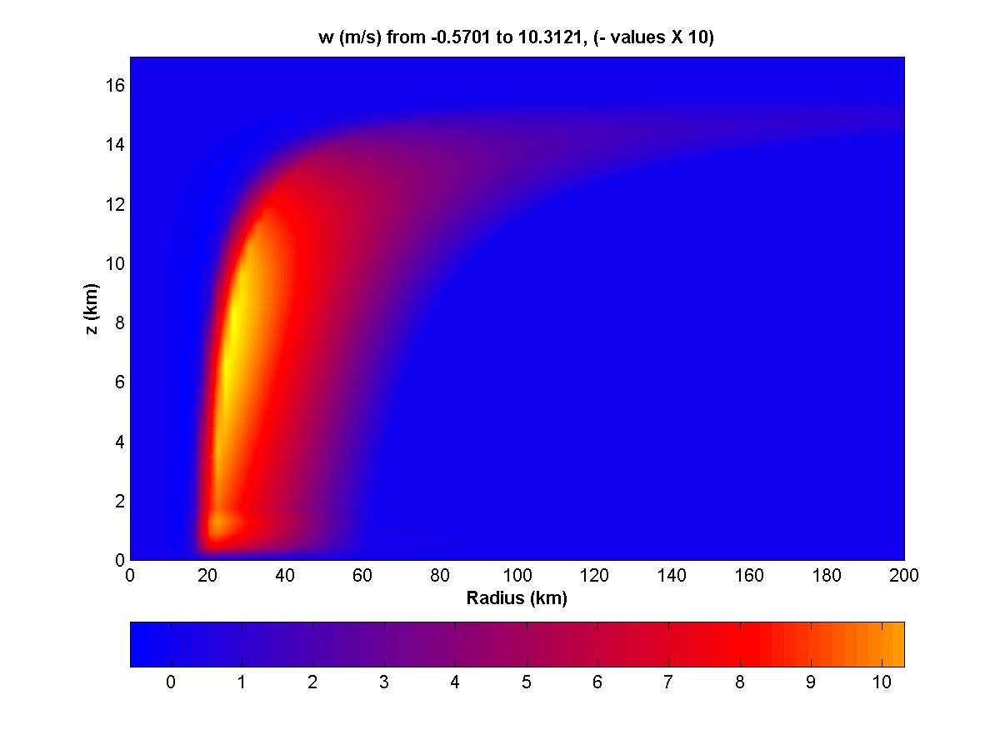 w (m/s) from -0.5701 to 10.3121, (- values X 10)
16
14
12
10
8
6
4
2
0
z (km)
0 20 40 60 80 100 120 140 160 180 200
Radius (km)
0 1 2 3 4 5 6 7 8 9 10